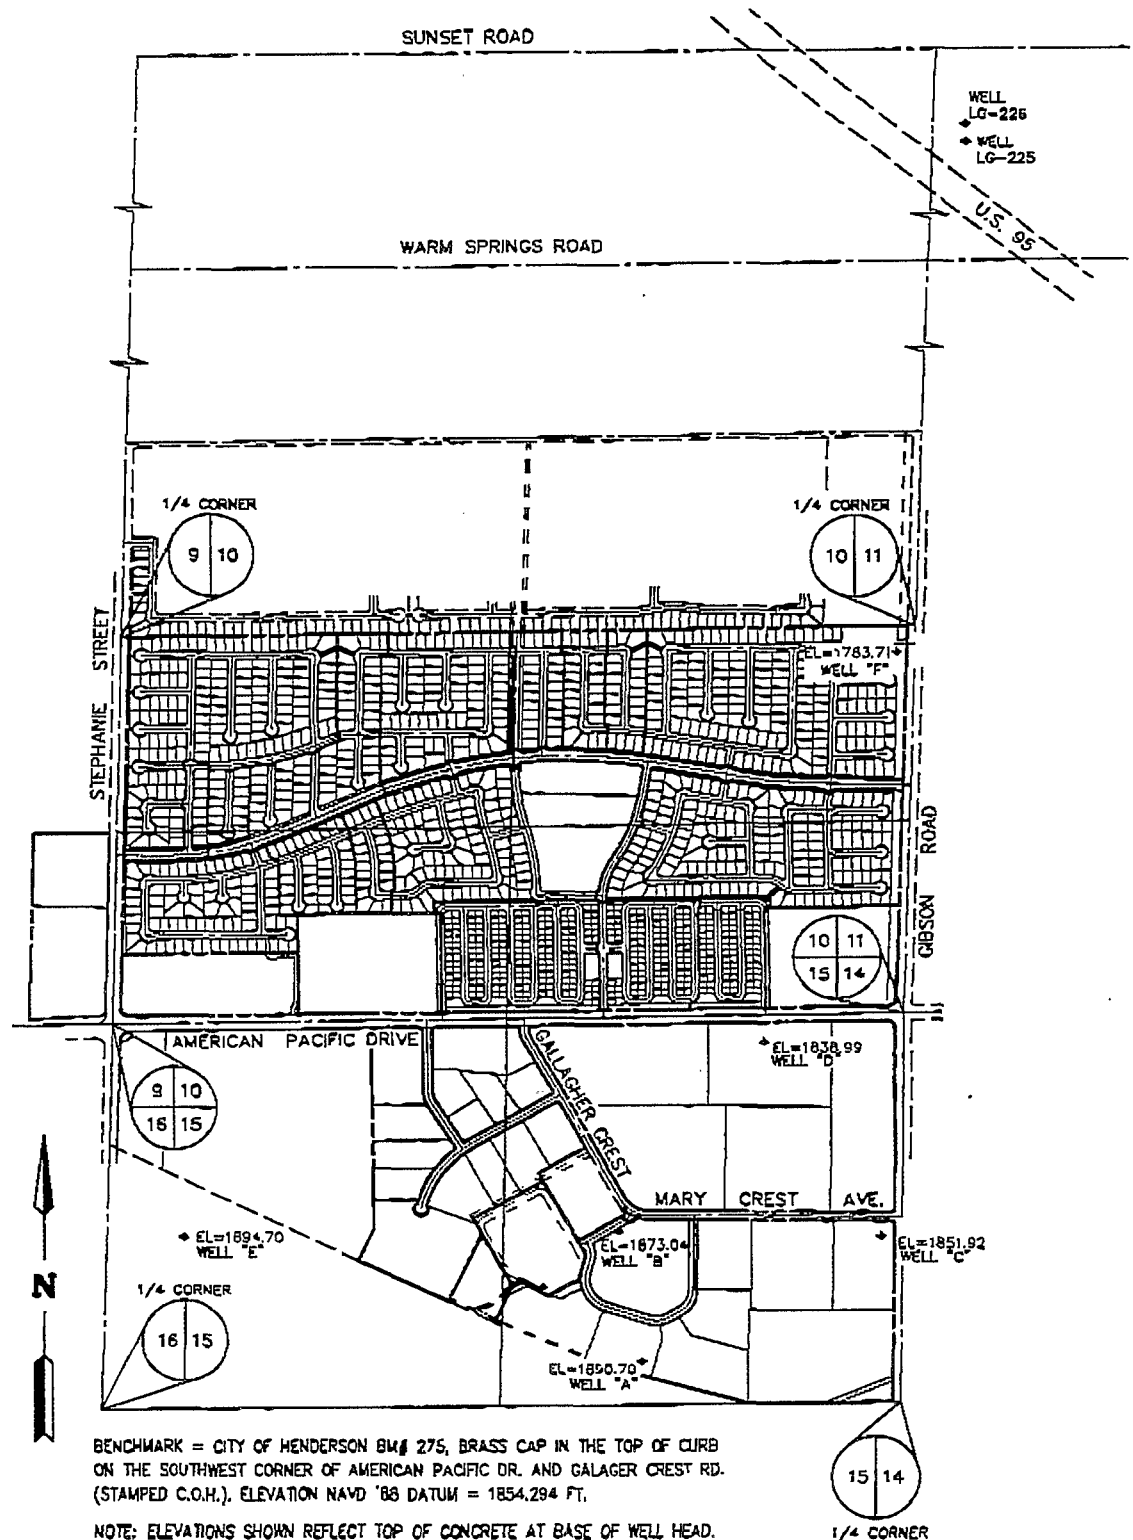 SUNSET ROAD
WELL
LG-226
WELL
LG-225
U.S. 95
WARM SPRINGS ROAD
1/4 CORNER
9 10
1/4 CORNER
10 11
STEPHANIE STREET
EL=1783.71
WELL "F"
GIBSON ROAD
10 11
15 14
AMERICAN PACIFIC DRIVE
GALLAGHER CREST
EL=1838.99
WELL "D"
9 10
16 15
MARY CREST AVE.
EL=1894.70
WELL "E"
EL=1873.04
WELL "B"
EL=1851.92
WELL "C"
N
1/4 CORNER
16 15
EL=1890.70
WELL "A"
BENCHMARK = CITY OF HENDERSON BM# 275, BRASS CAP IN THE TOP OF CURB
ON THE SOUTHWEST CORNER OF AMERICAN PACIFIC DR. AND GALAGER CREST RD.
(STAMPED C.O.H.). ELEVATION NAVD '88 DATUM = 1854.294 FT.
15 14
1/4 CORNER
NOTE: ELEVATIONS SHOWN REFLECT TOP OF CONCRETE AT BASE OF WELL HEAD.